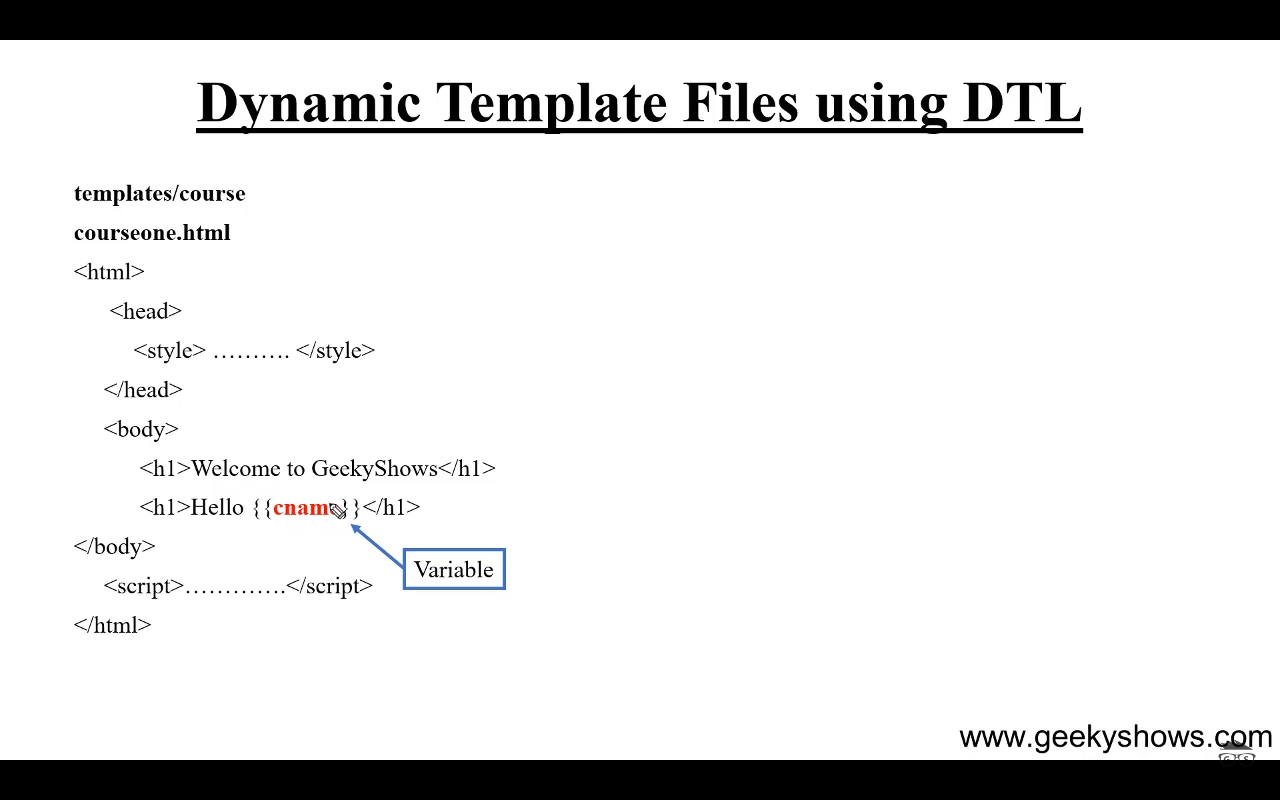 Dynamic Template Files using DTL
templates/course
courseone.html
<html>
<head>
<style> ………. </style>
</head>
<body>
<h1>Welcome to GeekyShows</h1>
<h1>Hello {{cnam}}</h1>
</body>
Variable
<script>………….</script>
</html>
www.geekyshows.com